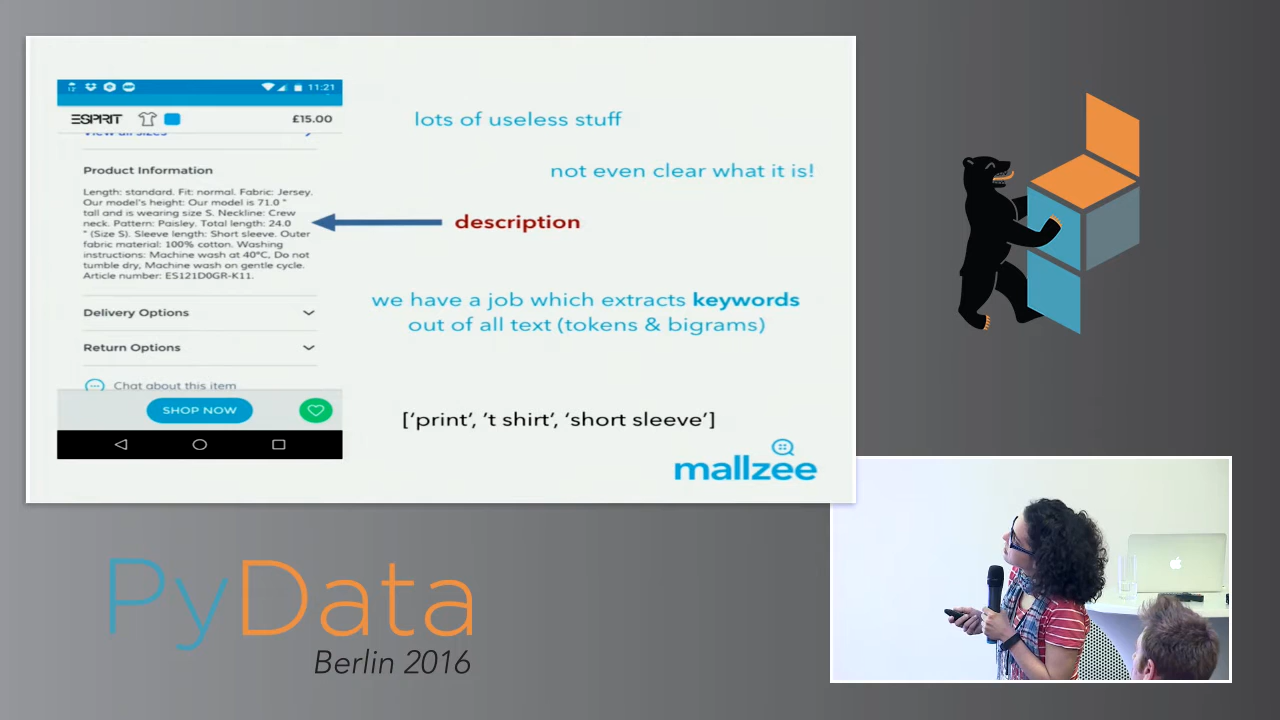 11:21
ESPRIT
£15.00
View all sizes
Product Information
Length: standard. Fit: normal. Fabric: Jersey.
Our model's height: Our model is 71.0 "
tall and is wearing size S. Neckline: Crew
neck. Pattern: Paisley. Total length: 24.0
" (Size S). Sleeve length: Short sleeve. Outer
fabric material: 100% cotton. Washing
instructions: Machine wash at 40°C, Do not
tumble dry, Machine wash on gentle cycle.
Article number: ES121D0GR-K11.
Delivery Options
Return Options
Chat about this item
SHOP NOW
lots of useless stuff
not even clear what it is!
description
we have a job which extracts keywords
out of all text (tokens & bigrams)
['print', 't shirt', 'short sleeve']
mallzee
PyData
Berlin 2016